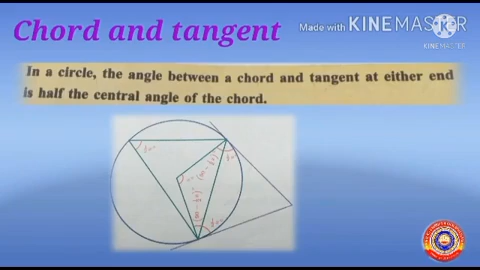 Chord and tangent
Made with KINEMASTER
KINEMASTER
In a circle, the angle between a chord and tangent at either end
is half the central angle of the chord.